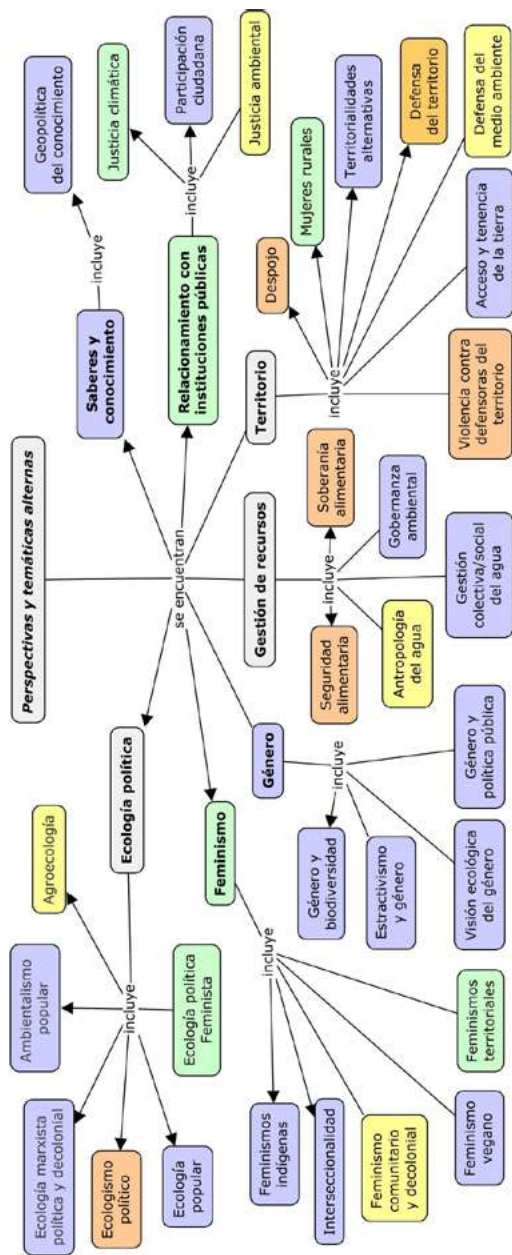 Perspectivas y temáticas alternas
se encuentran
Ecología política
incluye
Ecología marxista
política y decolonial
Ambientalismo
popular
Agroecología
Ecologismo
político
Ecología
popular
Ecología política
Feminista
Feminismo
incluye
Feminismos
indígenas
Interseccionalidad
Feminismo
comunitario
y decolonial
Feminismo
vegano
Feminismos
territoriales
Género
incluye
Género y
biodiversidad
Estractivismo
y género
Visión ecológica
del género
Género y
política pública
Gestión de recursos
incluye
Seguridad
alimentaria
Soberanía
alimentaria
Antropología
del agua
Gobernanza
ambiental
Gestión
colectiva/social
del agua
Territorio
incluye
Despojo
Mujeres rurales
Territorialidades
alternativas
Defensa
del territorio
Defensa del
medio ambiente
Acceso y tenencia
de la tierra
Violencia contra
defensoras del
territorio
Relacionamiento con
instituciones públicas
incluye
Justicia climática
Participación
ciudadana
Justicia ambiental
Saberes y
conocimiento
incluye
Geopolítica
del conocimiento